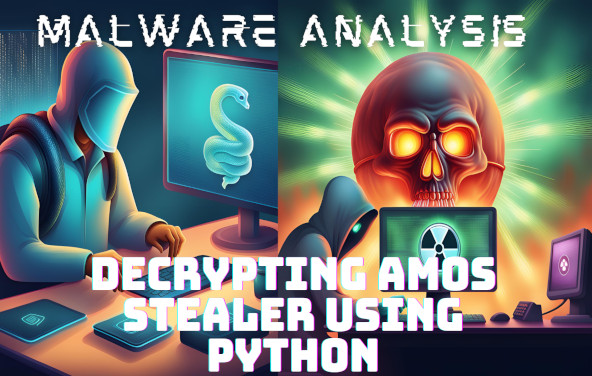 MALWARE ANALYSIS
DECRYPTING AMOS
STEALER USING
PYTHON